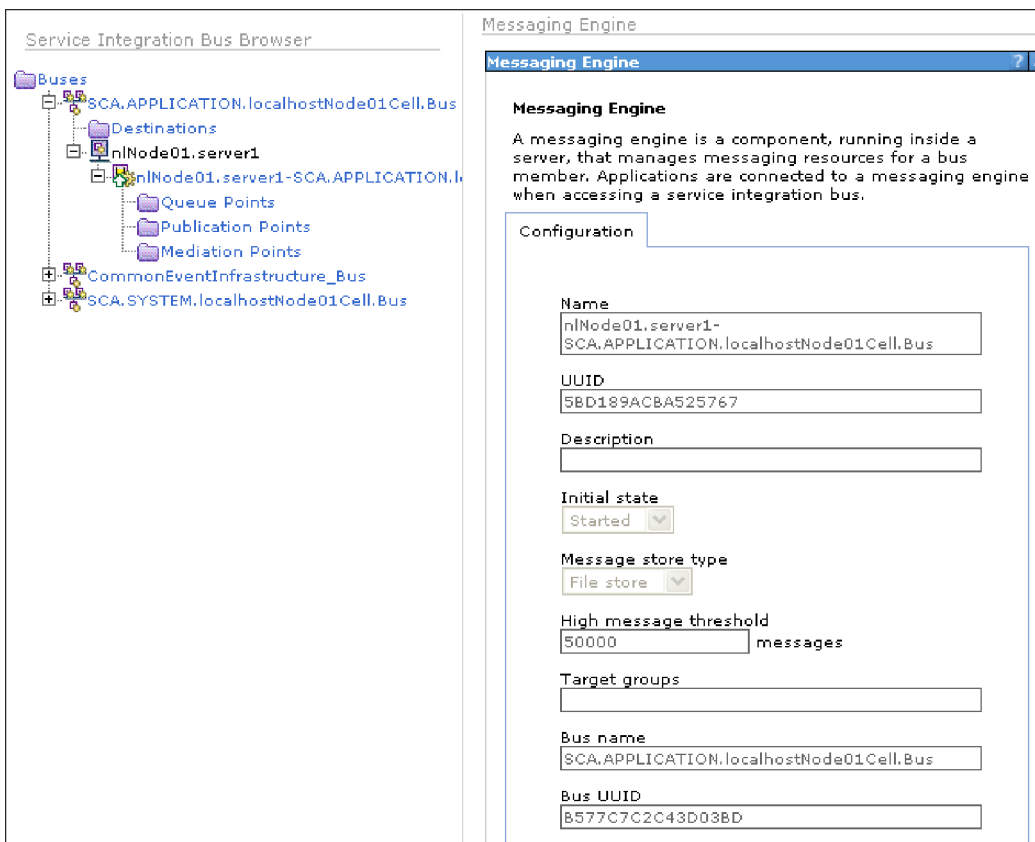 Service Integration Bus Browser
Buses
SCA.APPLICATION.localhostNode01Cell.Bus
Destinations
nlNode01.server1
nlNode01.server1-SCA.APPLICATION.l
Queue Points
Publication Points
Mediation Points
CommonEventInfrastructure_Bus
SCA.SYSTEM.localhostNode01Cell.Bus
Messaging Engine
Messaging Engine ?
Messaging Engine
A messaging engine is a component, running inside a
server, that manages messaging resources for a bus
member. Applications are connected to a messaging engine
when accessing a service integration bus.
Configuration
Name
nlNode01.server1-
SCA.APPLICATION.localhostNode01Cell.Bus
UUID
5BD189ACBA525767
Description
Initial state
Started
Message store type
File store
High message threshold
50000 messages
Target groups
Bus name
SCA.APPLICATION.localhostNode01Cell.Bus
Bus UUID
B577C7C2C43D03BD